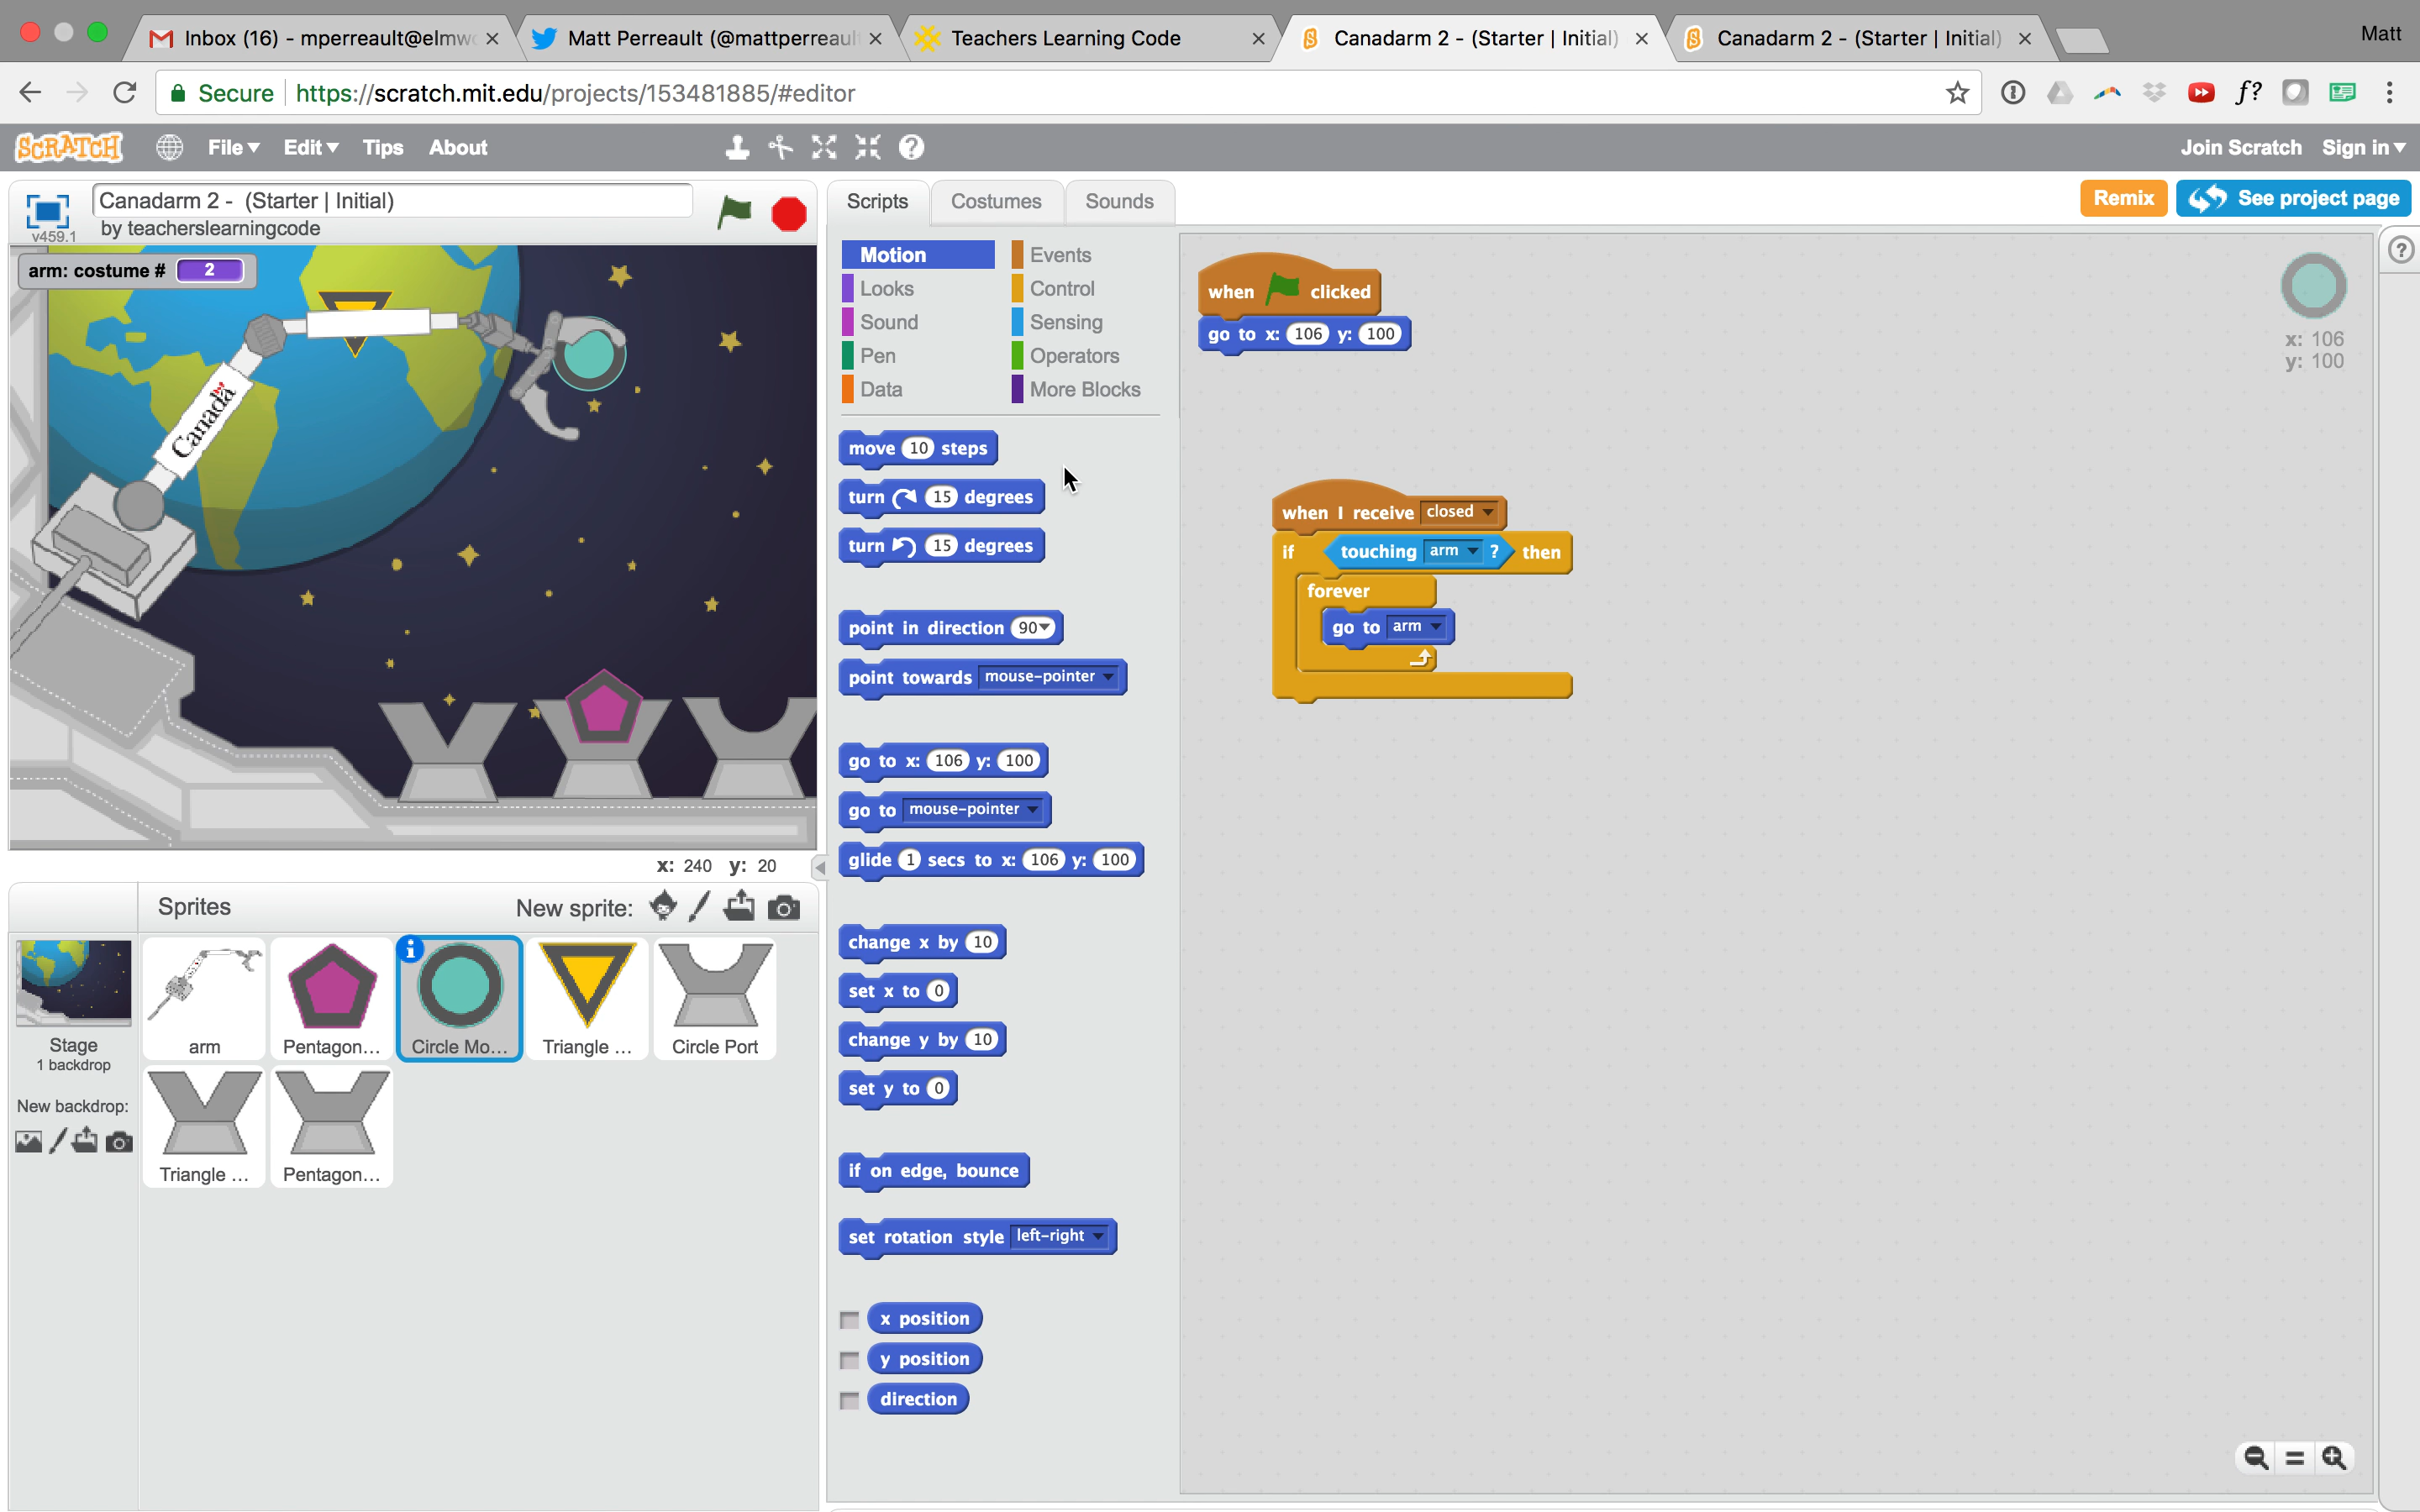 Inbox (16) - mperreault@elmwo
Matt Perreault (@mattperreault
Teachers Learning Code
Canadarm 2 - (Starter | Initial)
Canadarm 2 - (Starter | Initial)
Matt
Secure
https://scratch.mit.edu/projects/153481885/#editor
f?
SCRATCH
File
Edit
Tips
About
Join Scratch
Sign in
v459.1
Canadarm 2 - (Starter | Initial)
by teacherslearningcode
Scripts
Costumes
Sounds
Remix
See project page
arm: costume # 2
Canada
x: 240 y: 20
Motion
Looks
Sound
Pen
Data
Events
Control
Sensing
Operators
More Blocks
move 10 steps
turn 15 degrees
turn 15 degrees
point in direction 90
point towards mouse-pointer
go to x: 106 y: 100
go to mouse-pointer
glide 1 secs to x: 106 y: 100
change x by 10
set x to 0
change y by 10
set y to 0
if on edge, bounce
set rotation style left-right
x position
y position
direction
when clicked
go to x: 106 y: 100
when I receive closed
if touching arm ? then
forever
go to arm
x: 106
y: 100
Sprites
New sprite:
Stage
1 backdrop
New backdrop:
arm
Pentagon...
Circle Mo...
Triangle ...
Circle Port
Triangle ...
Pentagon...